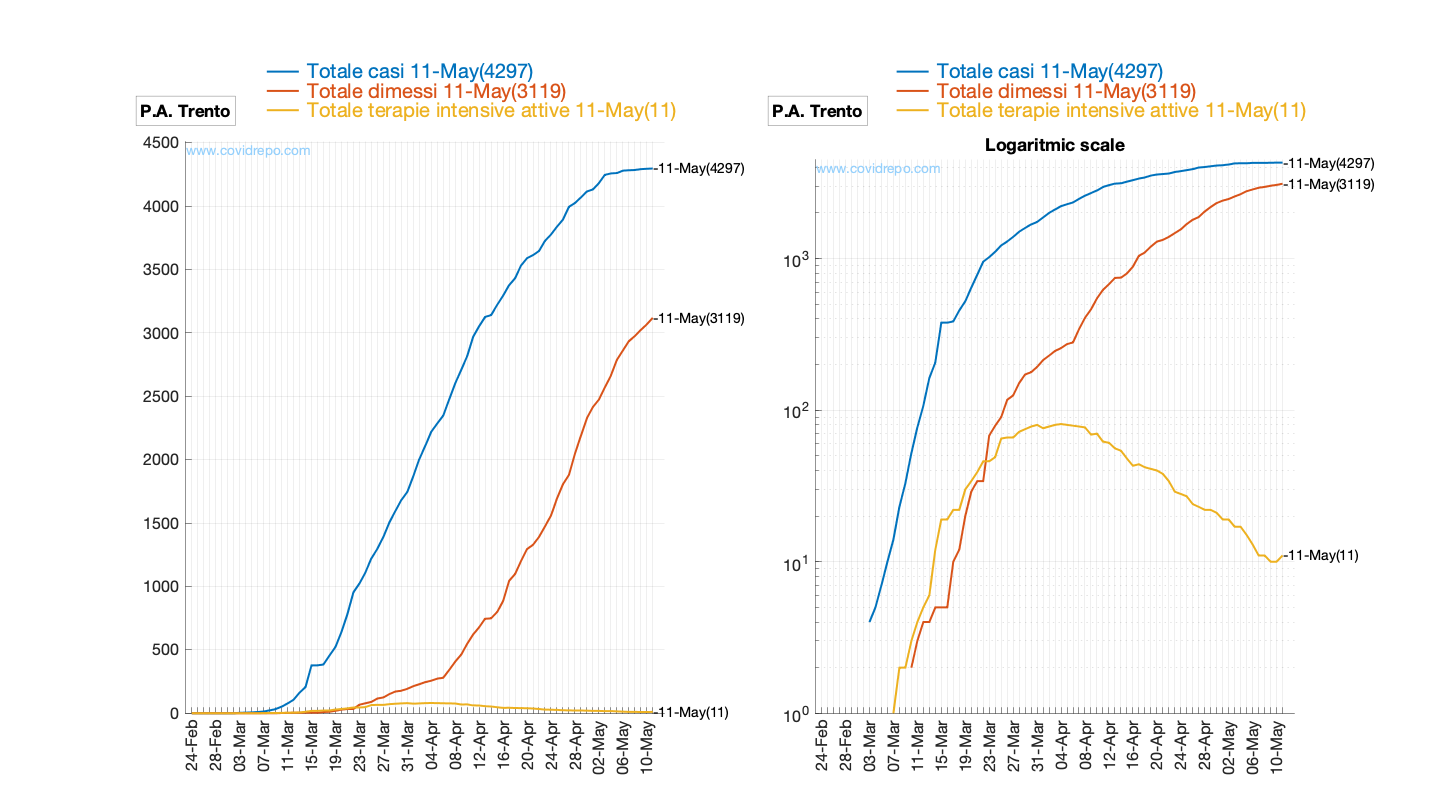 Totale casi 11-May(4297)
Totale dimessi 11-May(3119)
Totale terapie intensive attive 11-May(11)
P.A. Trento
www.covidrepo.com
4500
4000
3500
3000
2500
2000
1500
1000
500
0
-11-May(4297)
-11-May(3119)
-11-May(11)
24-Feb
28-Feb
03-Mar
07-Mar
11-Mar
15-Mar
19-Mar
23-Mar
27-Mar
31-Mar
04-Apr
08-Apr
12-Apr
16-Apr
20-Apr
24-Apr
28-Apr
02-May
06-May
10-May
Totale casi 11-May(4297)
Totale dimessi 11-May(3119)
Totale terapie intensive attive 11-May(11)
P.A. Trento
Logaritmic scale
www.covidrepo.com
10³
10²
10¹
10⁰
-11-May(4297)
-11-May(3119)
-11-May(11)
24-Feb
28-Feb
03-Mar
07-Mar
11-Mar
15-Mar
19-Mar
23-Mar
27-Mar
31-Mar
04-Apr
08-Apr
12-Apr
16-Apr
20-Apr
24-Apr
28-Apr
02-May
06-May
10-May